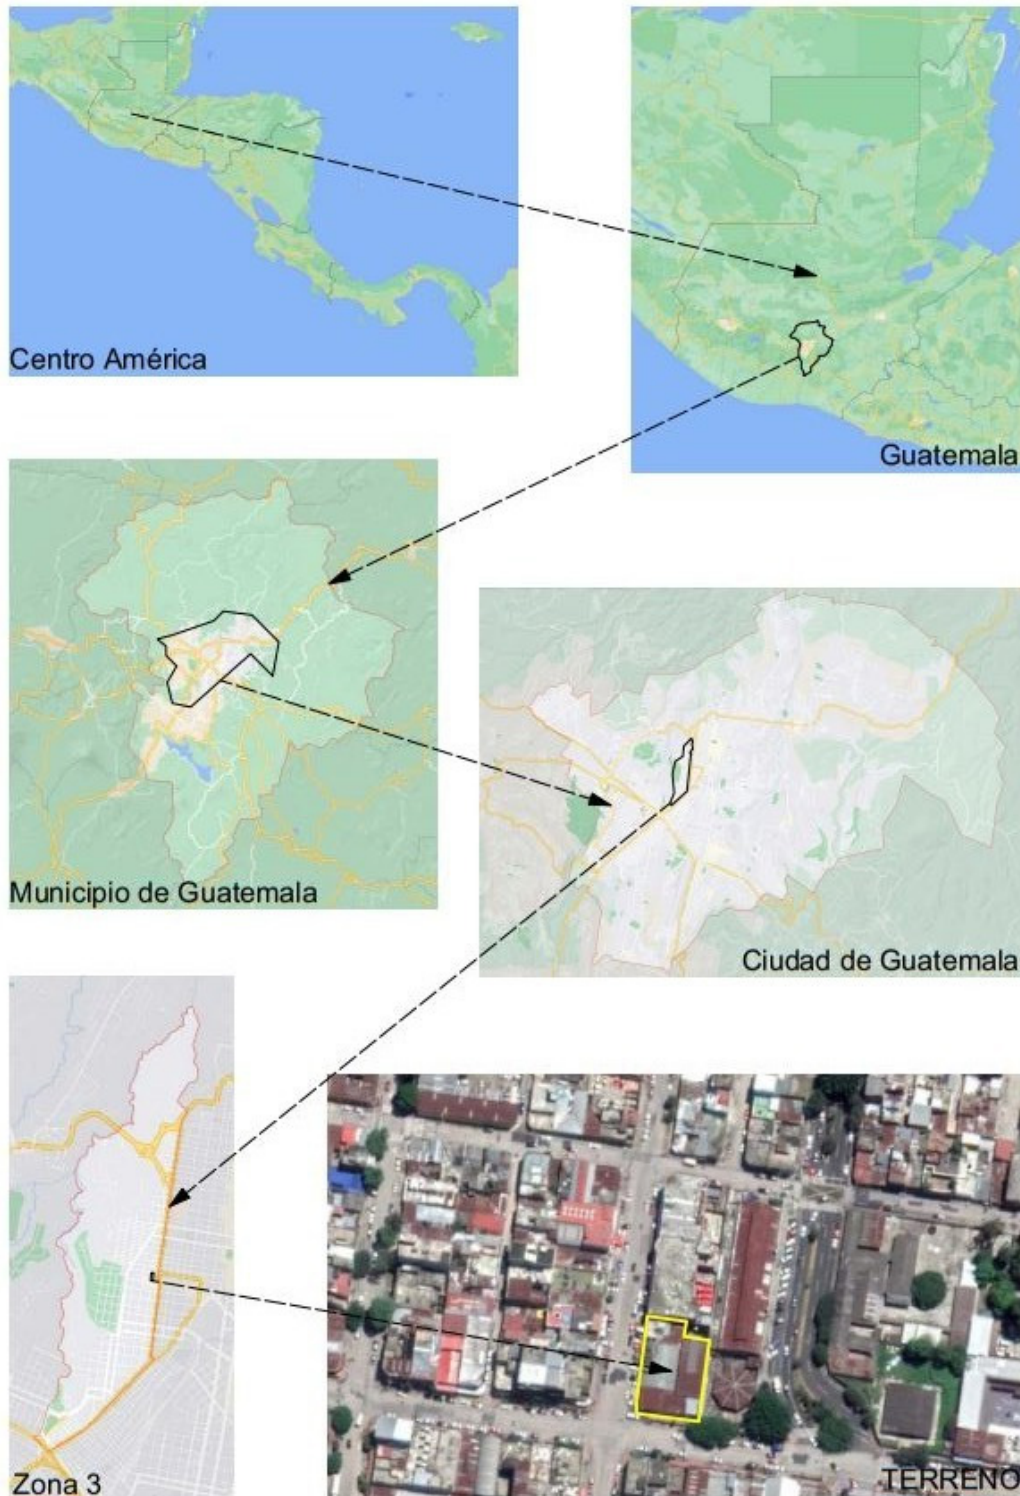 Centro América
Guatemala
Municipio de Guatemala
Ciudad de Guatemala
Zona 3
TERRENO